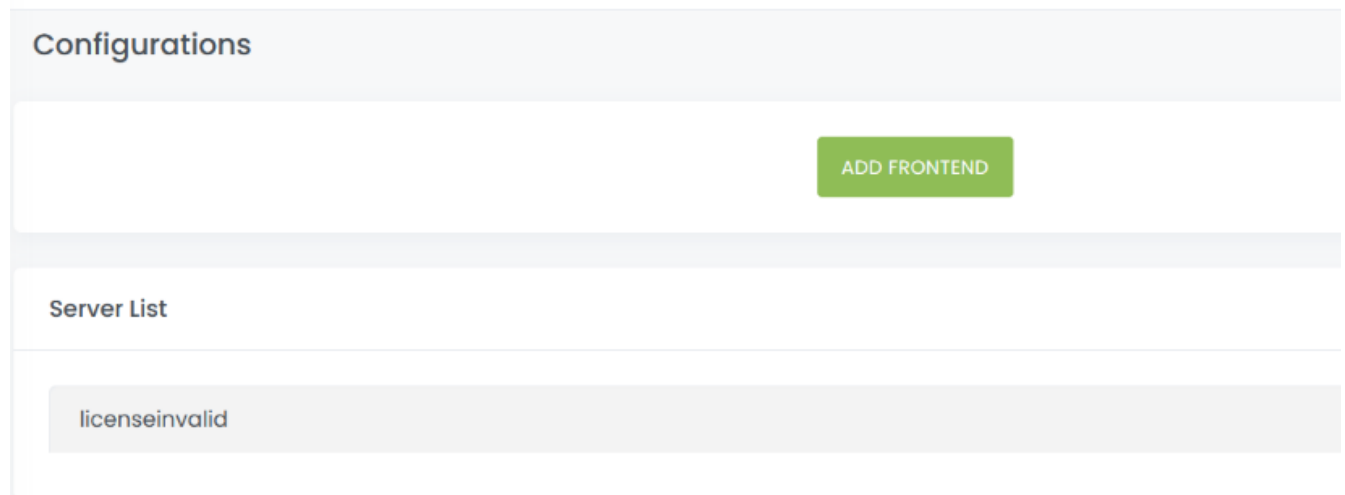 Configurations
ADD FRONTEND
Server List
licenseinvalid